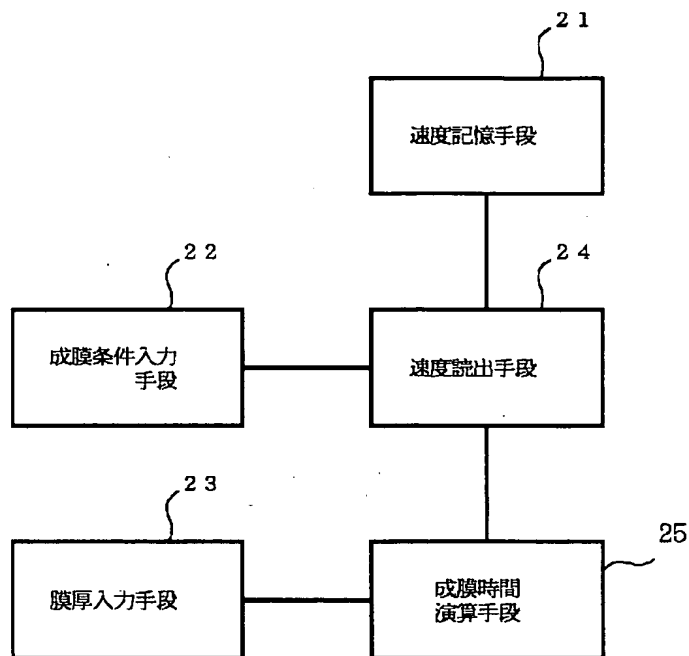 21
速度記憶手段
22
成膜条件入力
手段
24
速度読出手段
23
膜厚入力手段
25
成膜時間
演算手段